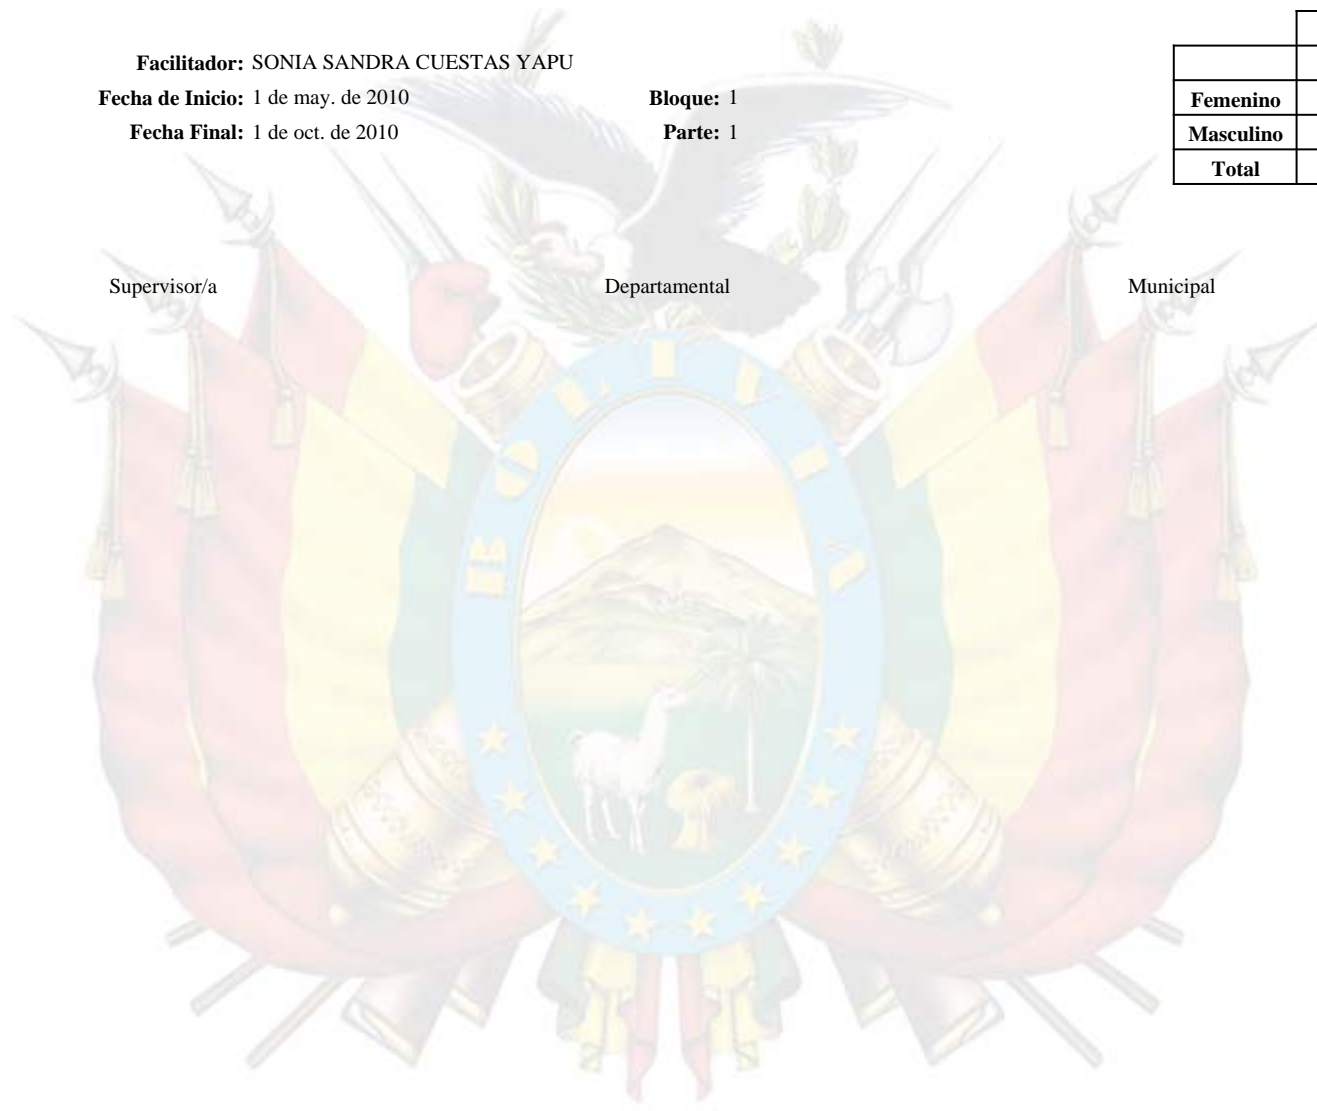 Facilitador: SONIA SANDRA CUESTAS YAPU
Fecha de Inicio: 1 de may. de 2010 Bloque: 1
Fecha Final: 1 de oct. de 2010 Parte: 1
Femenino
Masculino
Total
Supervisor/a Departamental Municipal
BOLIVIA